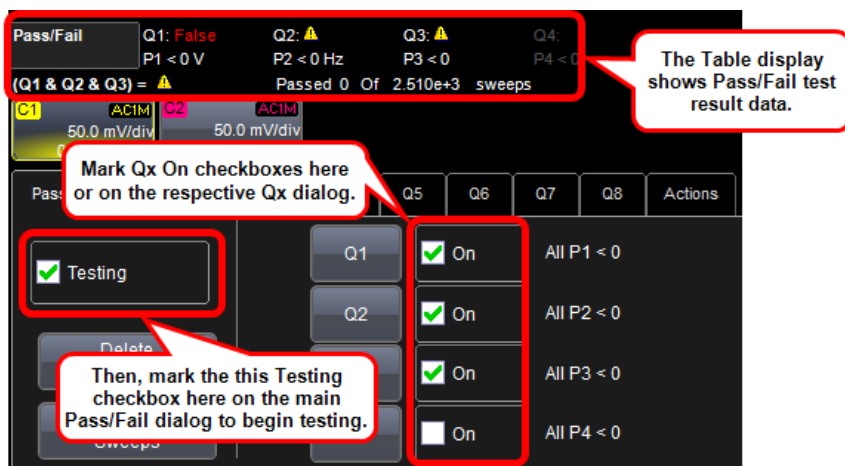 Pass/Fail Q1: False Q2: Q3: Q4:
P1 < 0 V P2 < 0 Hz P3 < 0 P4 < 0
(Q1 & Q2 & Q3) = Passed 0 Of 2.510e+3 sweeps
The Table display
shows Pass/Fail test
result data.
C1 AC1M C2 AC1M
50.0 mV/div 50.0 mV/div
Mark Qx On checkboxes here
or on the respective Qx dialog.
Q5 Q6 Q7 Q8 Actions
Testing
Q1 On All P1 < 0
Q2 On All P2 < 0
On All P3 < 0
On All P4 < 0
Delete
Then, mark the this Testing
checkbox here on the main
Pass/Fail dialog to begin testing.
Sweeps